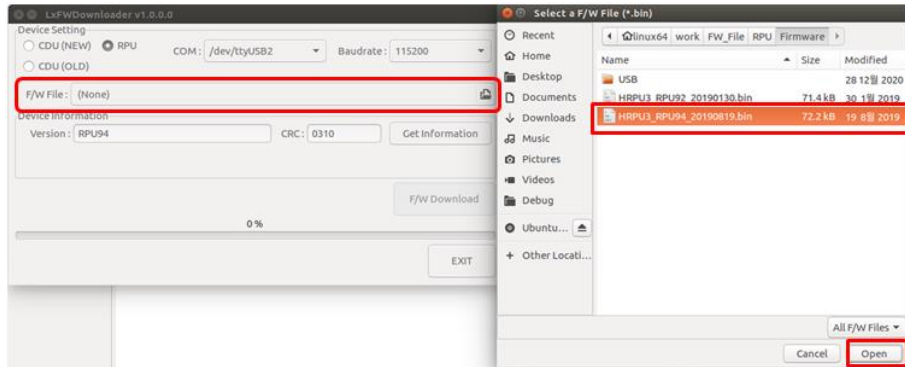 LxFWDownloader v1.0.0.0
Device Setting
CDU (NEW) RPU COM : /dev/ttyUSB2 Baudrate : 115200
CDU (OLD)
F/W File : (None)
Device Information
Version : RPU94 CRC : 0310 Get Information
F/W Download
0 %
EXIT
Select a F/W File (*.bin)
Recent
Home
Desktop
Documents
Downloads
Music
Pictures
Videos
Debug
Ubuntu...
Other Locati...
linux64 work FW_File RPU Firmware
Name Size Modified
USB 28 12월 2020
HRPU3_RPU92_20190130.bin 71.4 kB 30 1월 2019
HRPU3_RPU94_20190819.bin 72.2 kB 19 8월 2019
All F/W Files
Cancel Open